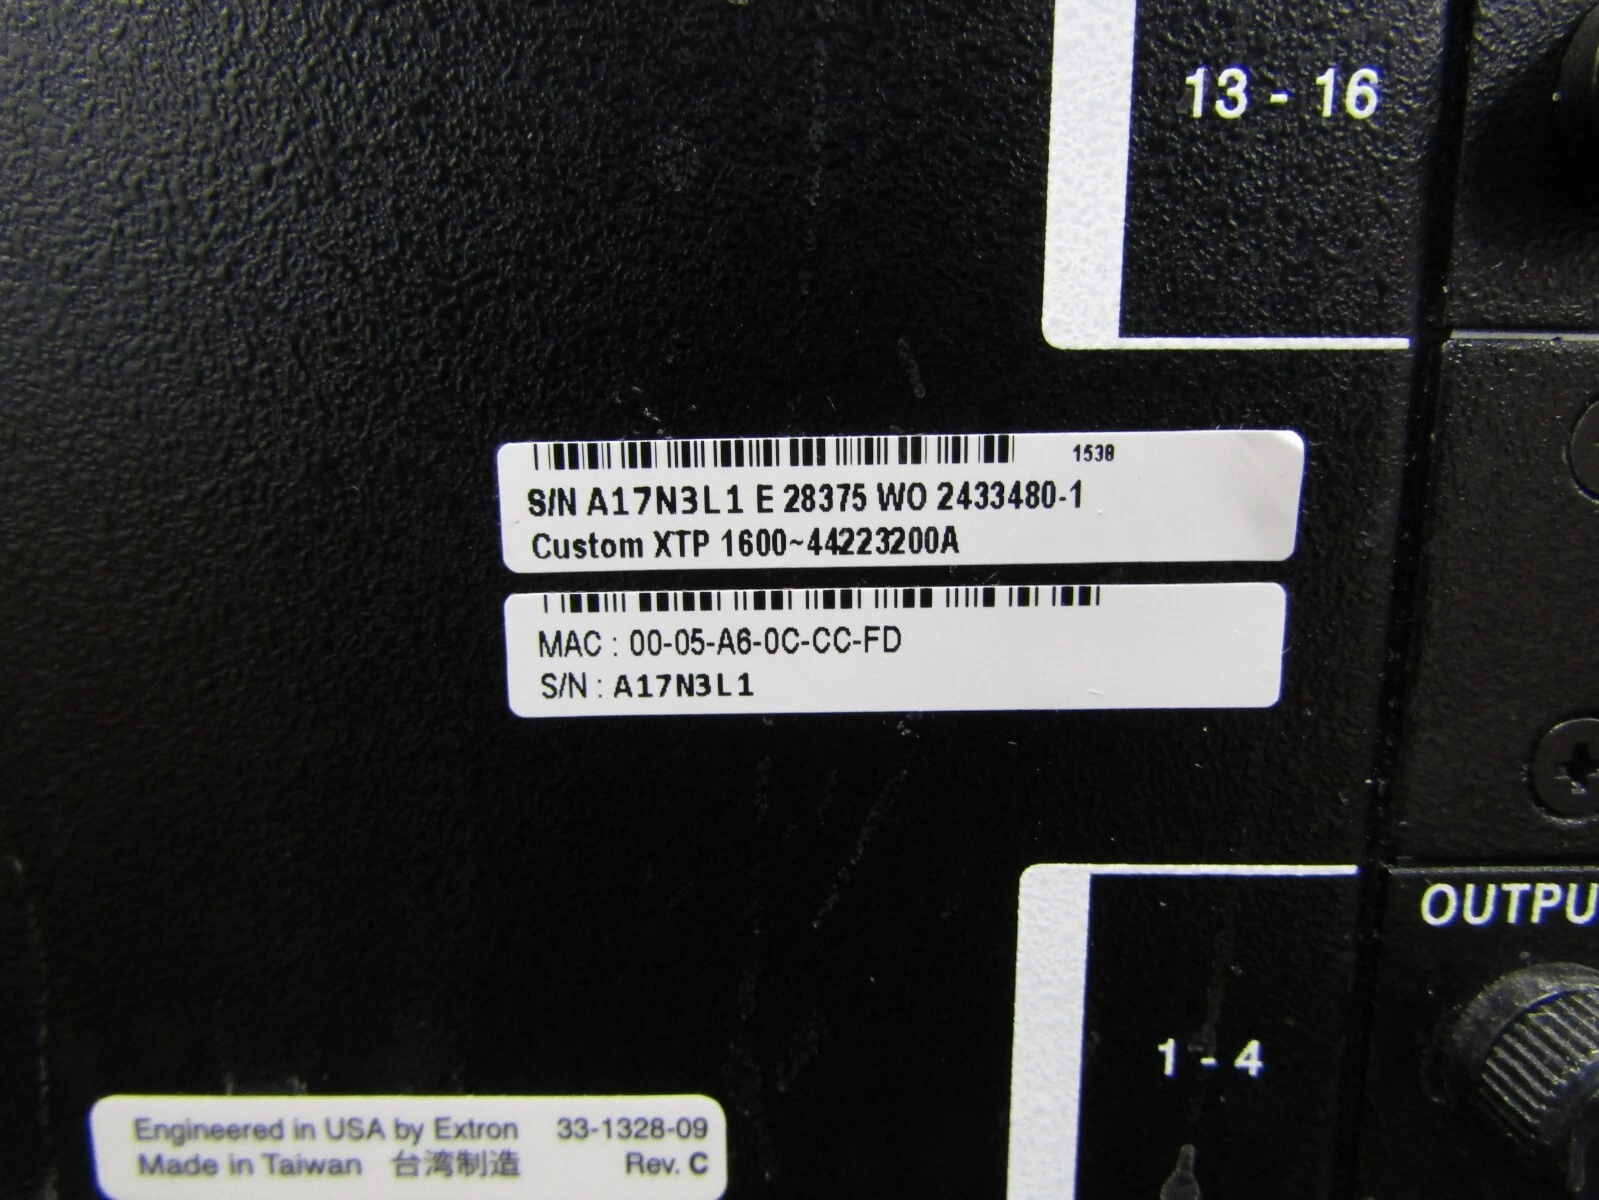 13 - 16
1538
S/N A17N3L1 E 28375 WO 2433480-1
Custom XTP 1600~44223200A
MAC : 00-05-A6-0C-CC-FD
S/N : A17N3L1
OUTPU
1 - 4
Engineered in USA by Extron 33-1328-09
Made in Taiwan 台湾制造 Rev. C